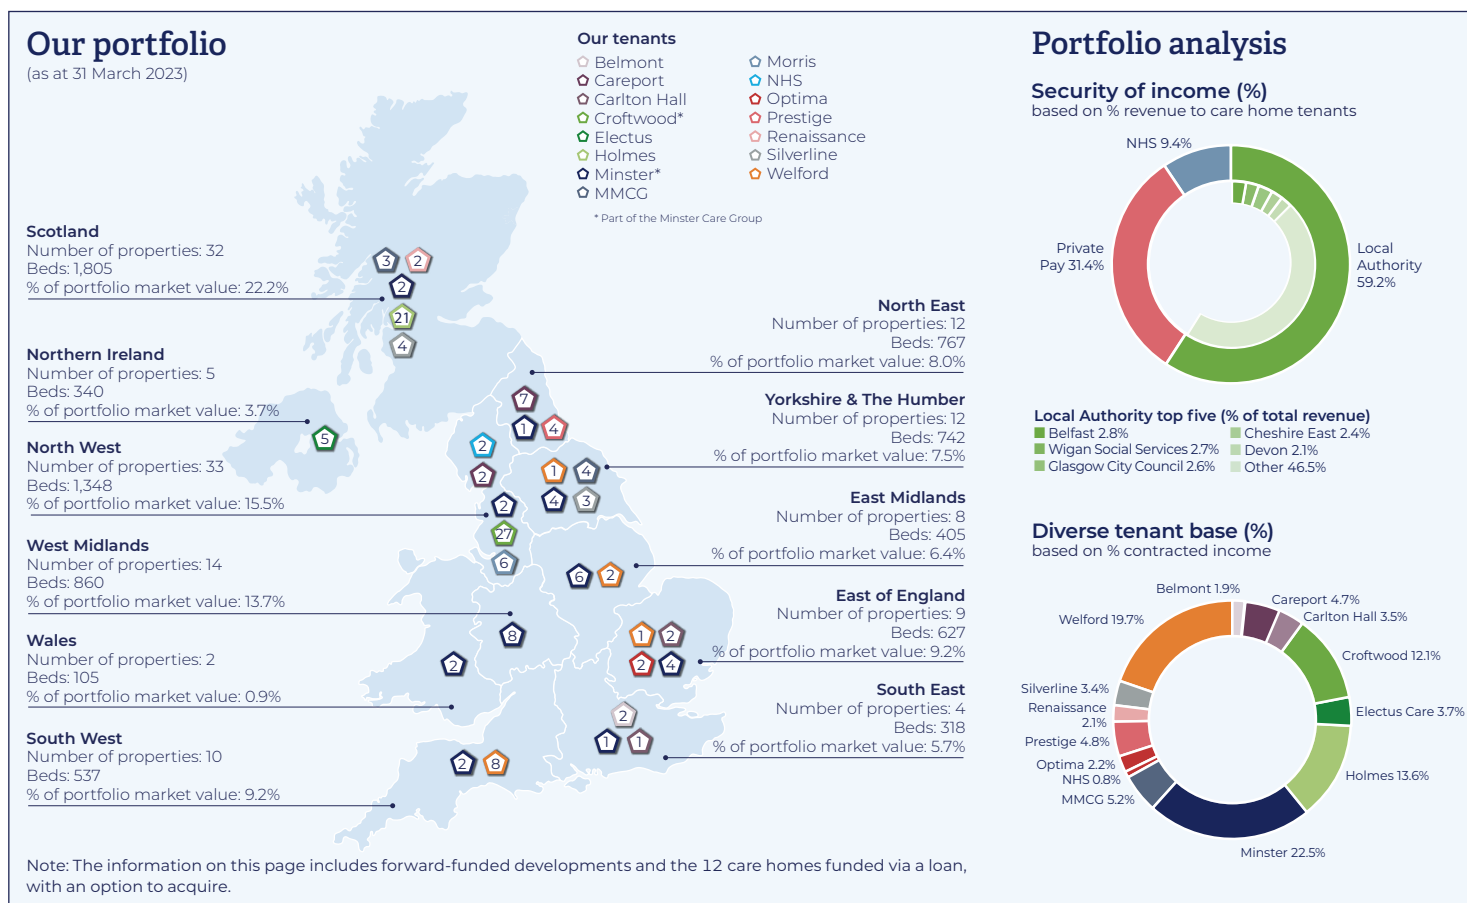 Our portfolio
(as at 31 March 2023)
Our tenants
Belmont
Careport
Carlton Hall
Croftwood*
Electus
Holmes
Minster*
MMCG
Morris
NHS
Optima
Prestige
Renaissance
Silverline
Welford
* Part of the Minster Care Group
Scotland
Number of properties: 32
Beds: 1,805
% of portfolio market value: 22.2%
Northern Ireland
Number of properties: 5
Beds: 340
% of portfolio market value: 3.7%
North West
Number of properties: 33
Beds: 1,348
% of portfolio market value: 15.5%
West Midlands
Number of properties: 14
Beds: 860
% of portfolio market value: 13.7%
Wales
Number of properties: 2
Beds: 105
% of portfolio market value: 0.9%
South West
Number of properties: 10
Beds: 537
% of portfolio market value: 9.2%
3 2
2
21
4
5
7
1 4
2
2
2
27
6
1 4
4 3
6 2
8
2
1 2
2 4
2
1 1
2 8
North East
Number of properties: 12
Beds: 767
% of portfolio market value: 8.0%
Yorkshire & The Humber
Number of properties: 12
Beds: 742
% of portfolio market value: 7.5%
East Midlands
Number of properties: 8
Beds: 405
% of portfolio market value: 6.4%
East of England
Number of properties: 9
Beds: 627
% of portfolio market value: 9.2%
South East
Number of properties: 4
Beds: 318
% of portfolio market value: 5.7%
Note: The information on this page includes forward-funded developments and the 12 care homes funded via a loan,
with an option to acquire.
Portfolio analysis
Security of income (%)
based on % revenue to care home tenants
NHS 9.4%
Private
Pay 31.4%
Local
Authority
59.2%
Local Authority top five (% of total revenue)
Belfast 2.8%
Wigan Social Services 2.7%
Glasgow City Council 2.6%
Cheshire East 2.4%
Devon 2.1%
Other 46.5%
Diverse tenant base (%)
based on % contracted income
Belmont 1.9%
Careport 4.7%
Carlton Hall 3.5%
Croftwood 12.1%
Electus Care 3.7%
Holmes 13.6%
Minster 22.5%
MMCG 5.2%
NHS 0.8%
Optima 2.2%
Prestige 4.8%
Renaissance
2.1%
Silverline 3.4%
Welford 19.7%